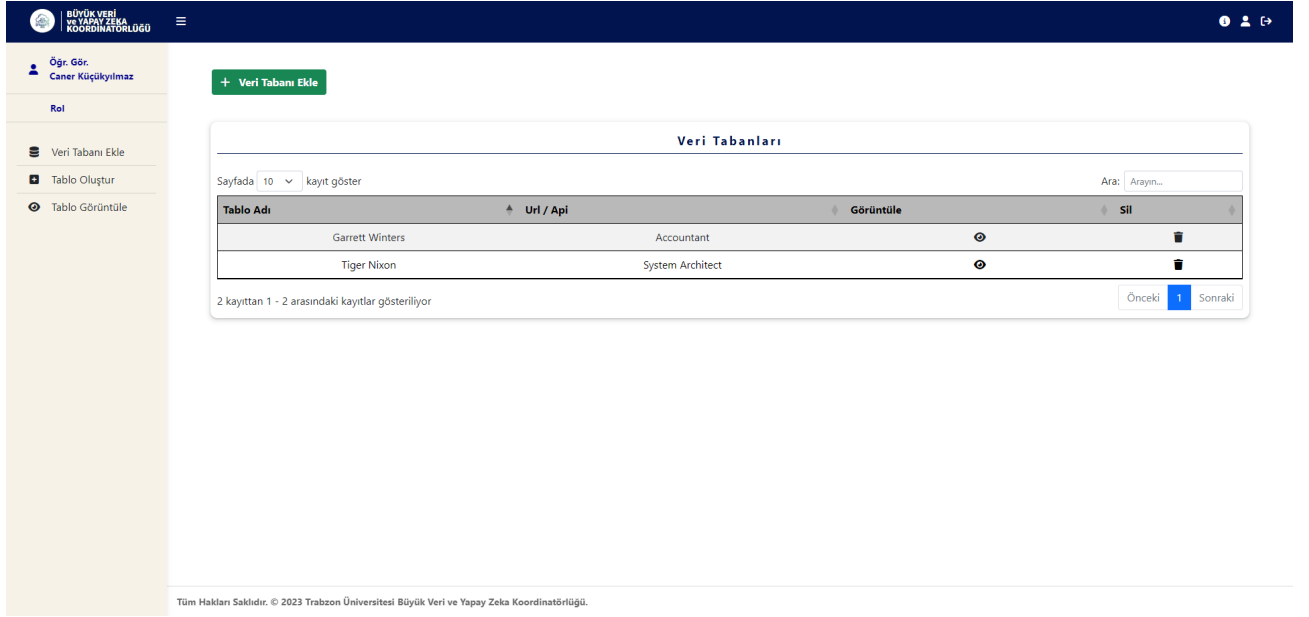 BÜYÜK VERİ
ve YAPAY ZEKA
KOORDİNATÖRLÜĞÜ
Öğr. Gör.
Caner Küçükyılmaz
Rol
Veri Tabanı Ekle
Tablo Oluştur
Tablo Görüntüle
+ Veri Tabanı Ekle
Veri Tabanları
Sayfada 10 kayıt göster
Ara: Arayın...
Tablo Adı Url / Api Görüntüle Sil
Garrett Winters Accountant
Tiger Nixon System Architect
2 kayıttan 1 - 2 arasındaki kayıtlar gösteriliyor
Önceki 1 Sonraki
Tüm Hakları Saklıdır. © 2023 Trabzon Üniversitesi Büyük Veri ve Yapay Zeka Koordinatörlüğü.